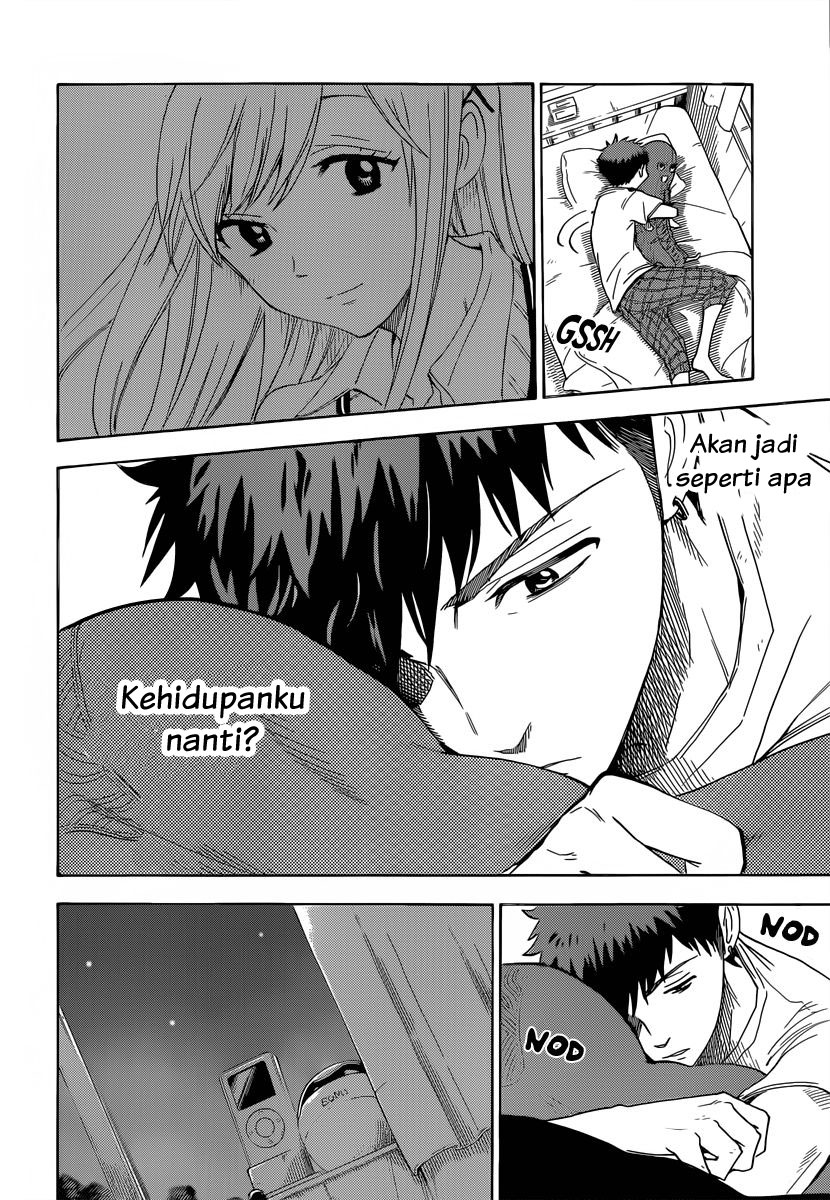 GSSH
Akan jadi
seperti apa
Kehidupanku
nanti?
NOD
NOD